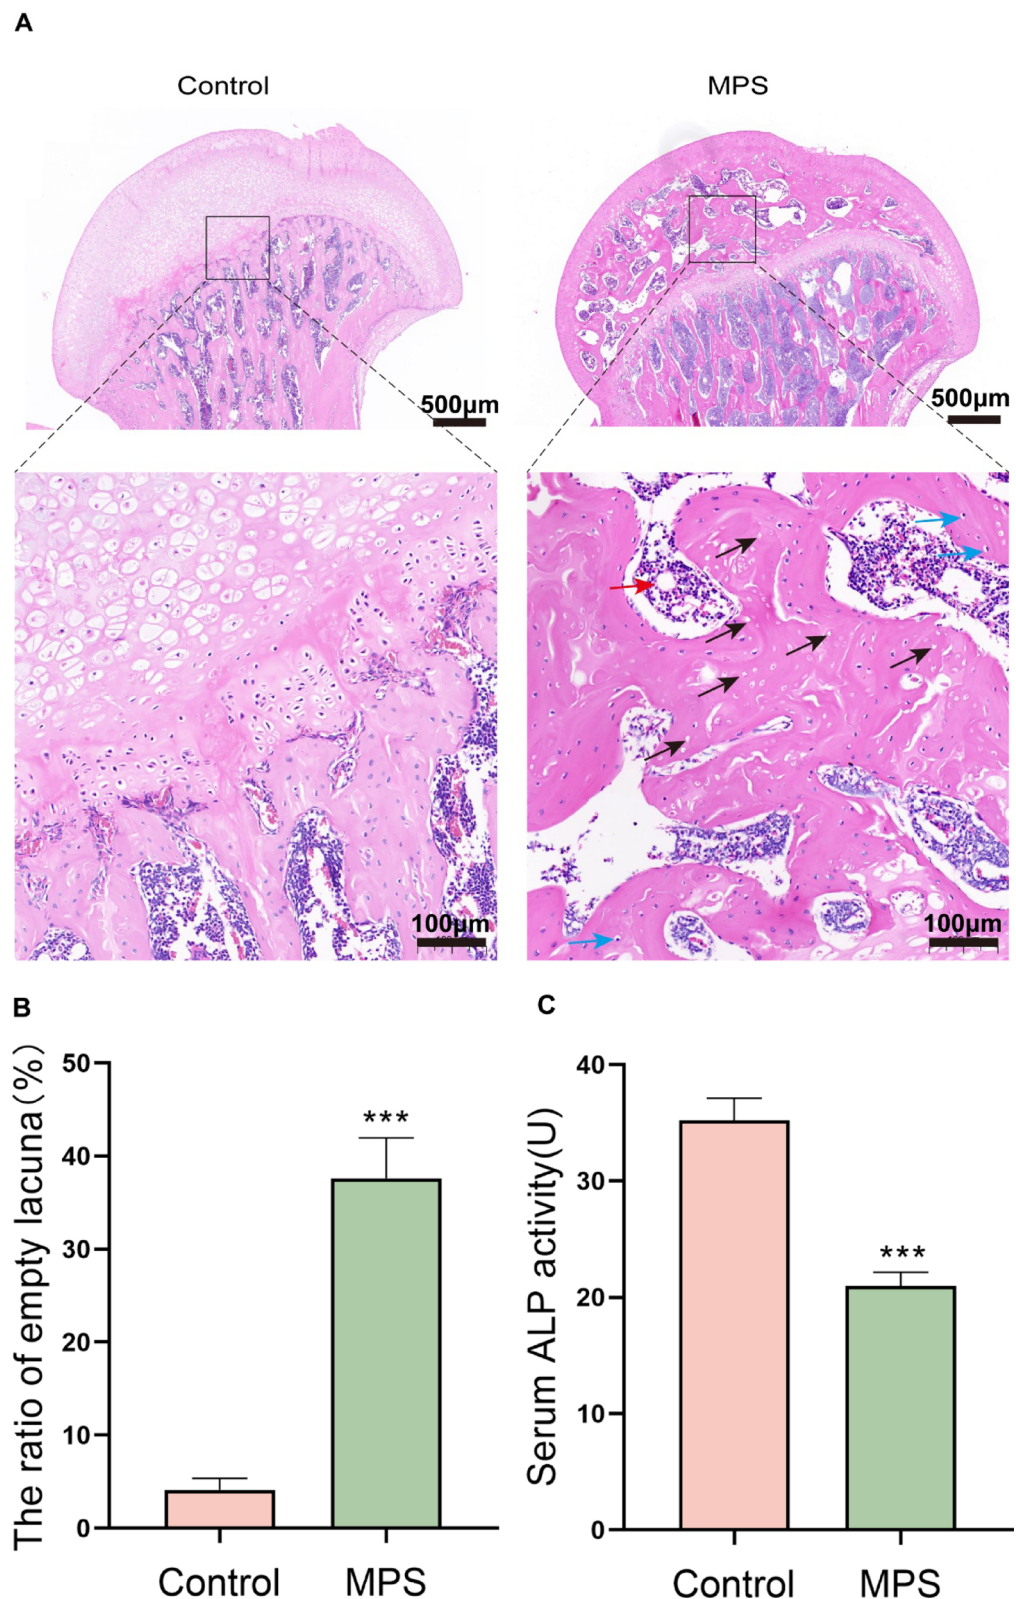 A
Control
MPS
500μm
500μm
100μm
100μm
B
C
The ratio of empty lacuna(%)
50
40
30
20
10
0
***
Control
MPS
Serum ALP activity(U)
40
30
20
10
0
***
Control
MPS